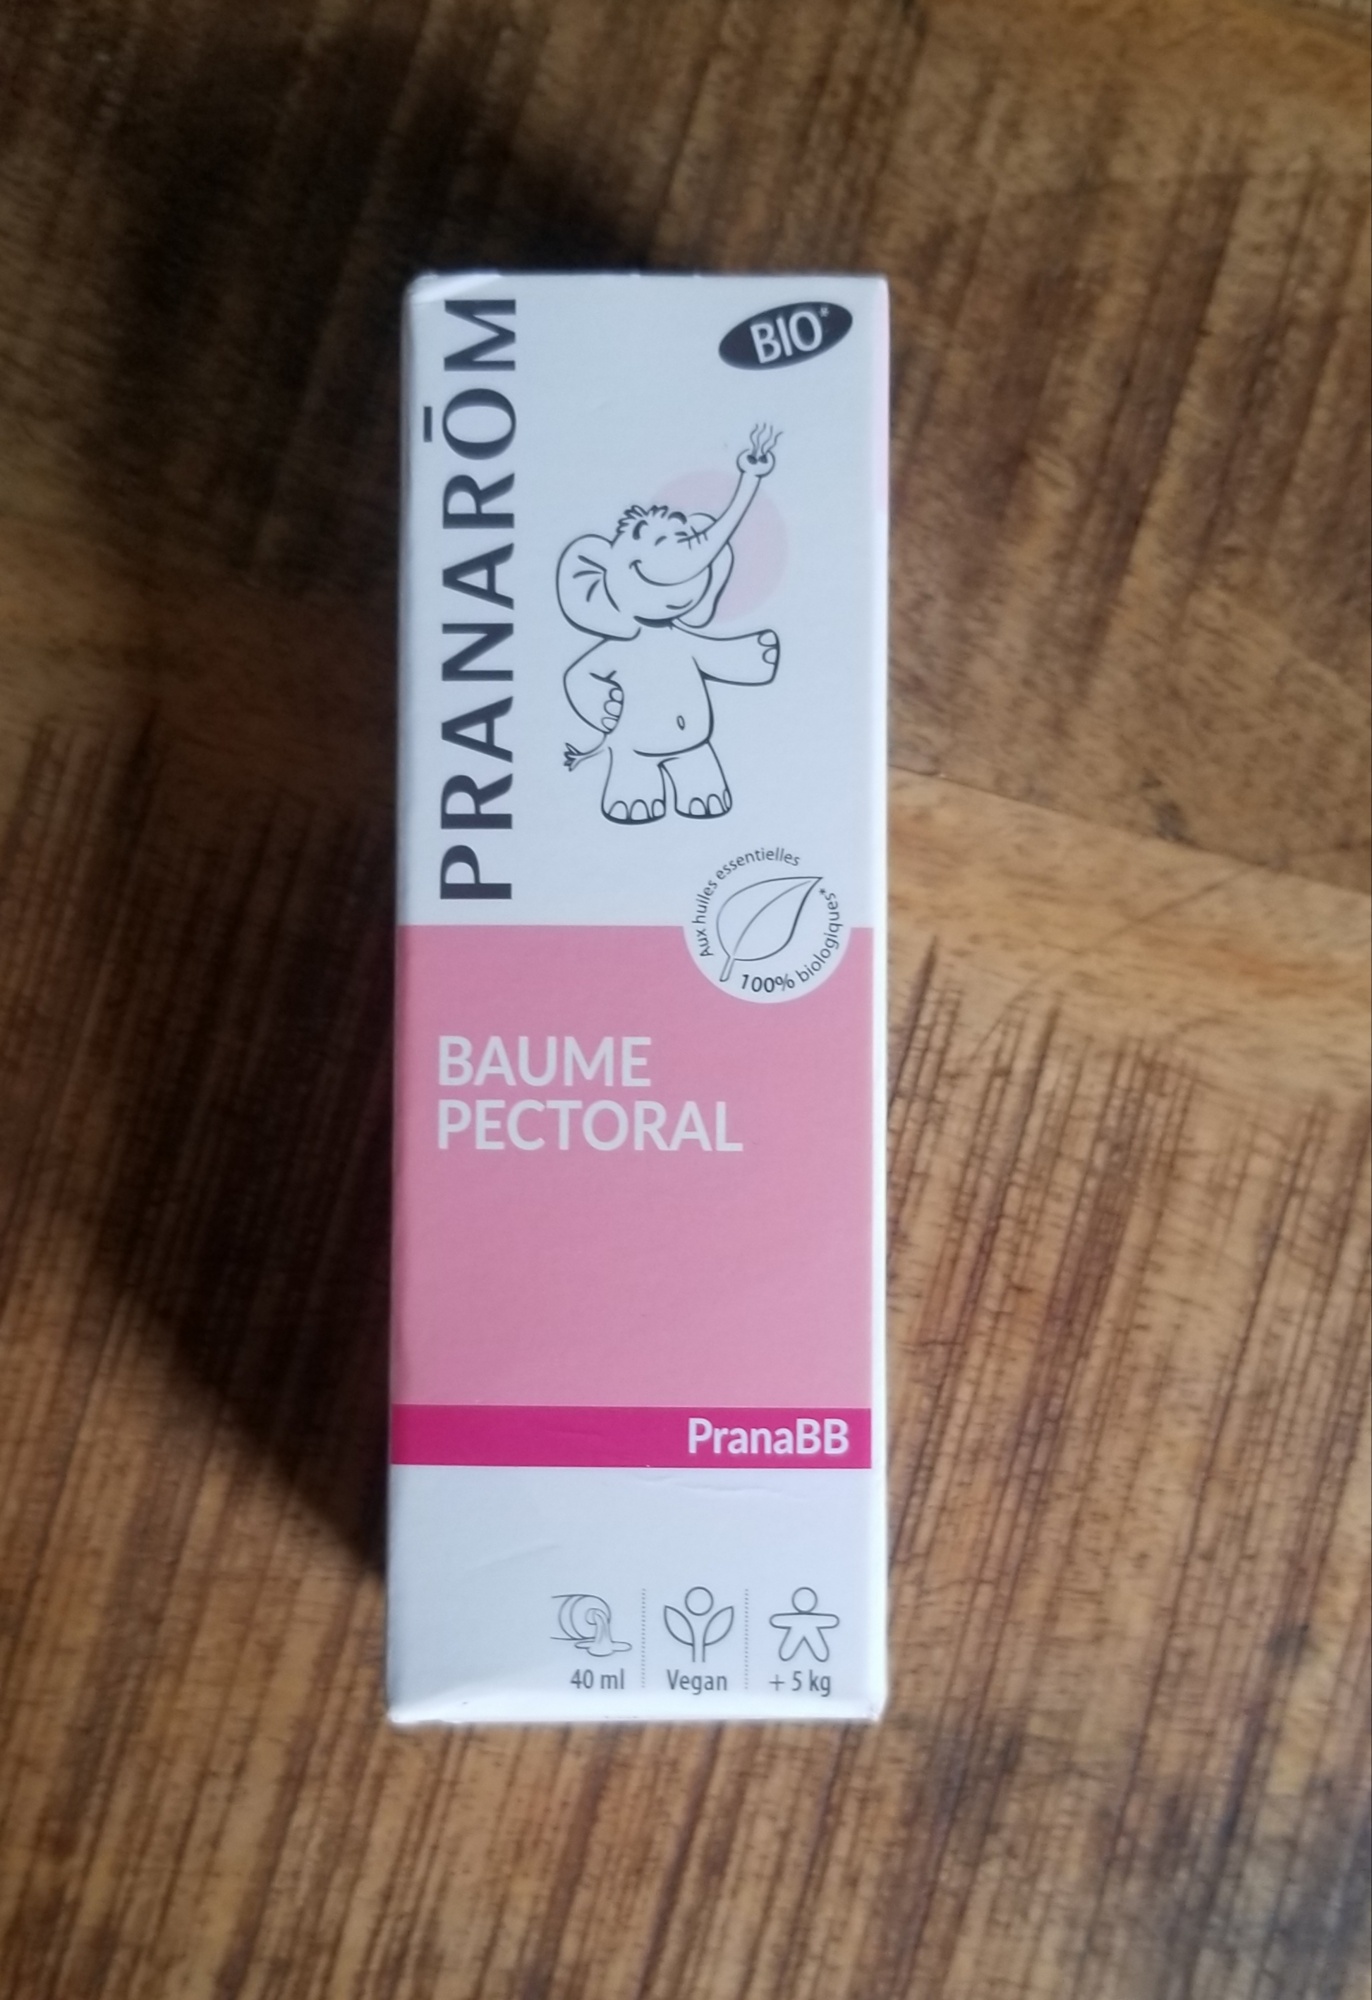 PRANARŌM
BIO*
Aux huiles essentielles
100% biologiques*
BAUME
PECTORAL
PranaBB
40 ml
Vegan
+ 5 kg